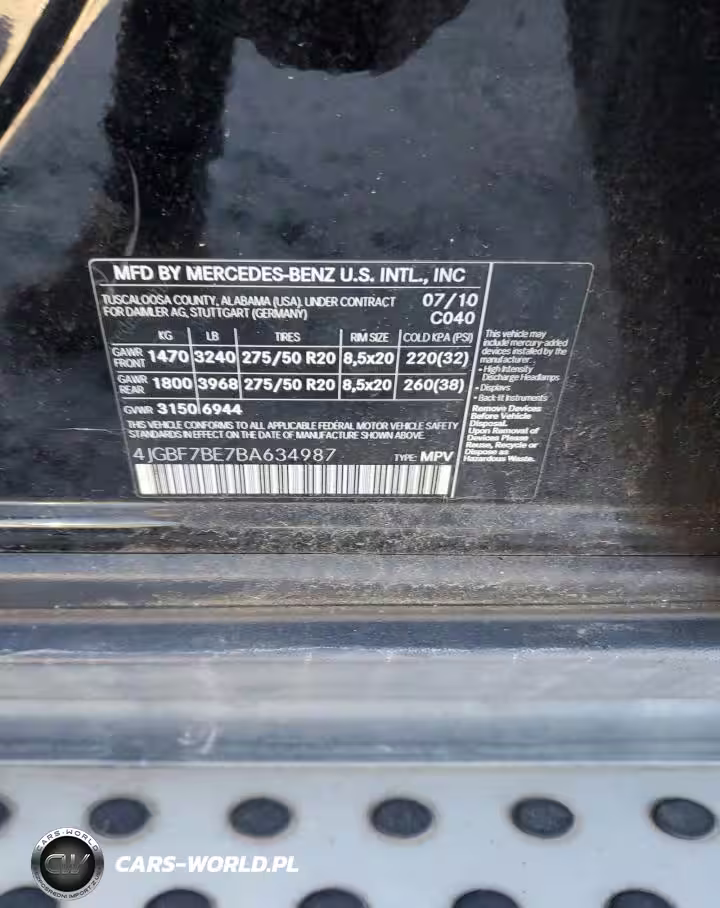 MFD BY MERCEDES-BENZ U.S. INTL., INC
TUSCALOOSA COUNTY, ALABAMA (USA), UNDER CONTRACT
FOR DAIMLER AG, STUTTGART (GERMANY)
07/10
C040
KG LB TIRES RIM SIZE COLD KPA (PSI)
GAWR FRONT 1470 3240 275/50 R20 8,5x20 220(32)
GAWR REAR 1800 3968 275/50 R20 8,5x20 260(38)
GVWR 3150 6944
THIS VEHICLE CONFORMS TO ALL APPLICABLE FEDERAL MOTOR VEHICLE SAFETY
STANDARDS IN EFFECT ON THE DATE OF MANUFACTURE SHOWN ABOVE.
4JGBF7BE7BA634987 TYPE: MPV
This vehicle may
include mercury-added
devices installed by the
manufacturer:
• High Intensity
Discharge Headlamps
• Displays
• Back-lit Instruments
Remove Devices
Before Vehicle
Disposal.
Upon Removal of
Devices Please
Reuse, Recycle or
Dispose as
Hazardous Waste.
CARS-WORLD
CW
CARS-WORLD.PL